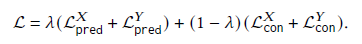 ℒ = λ(ℒ^X_pred + ℒ^Y_pred) + (1 − λ)(ℒ^X_con + ℒ^Y_con).